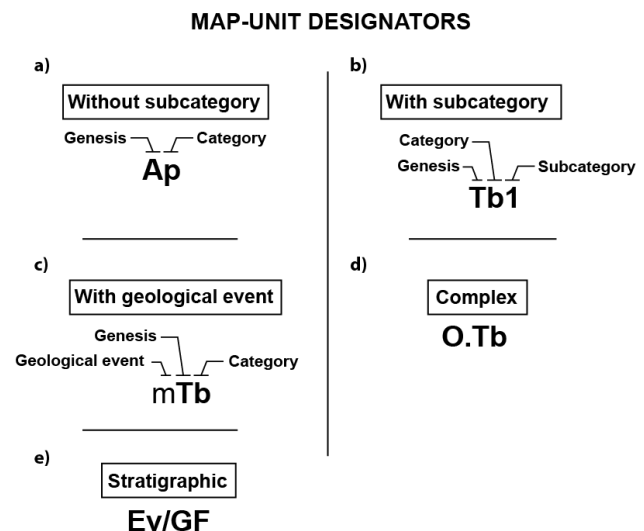 MAP-UNIT DESIGNATORS
a)
Without subcategory
Genesis Category
Ap
b)
With subcategory
Category
Genesis Subcategory
Tb1
c)
With geological event
Genesis
Geological event Category
mTb
d)
Complex
O.Tb
e)
Stratigraphic
Ev/GF